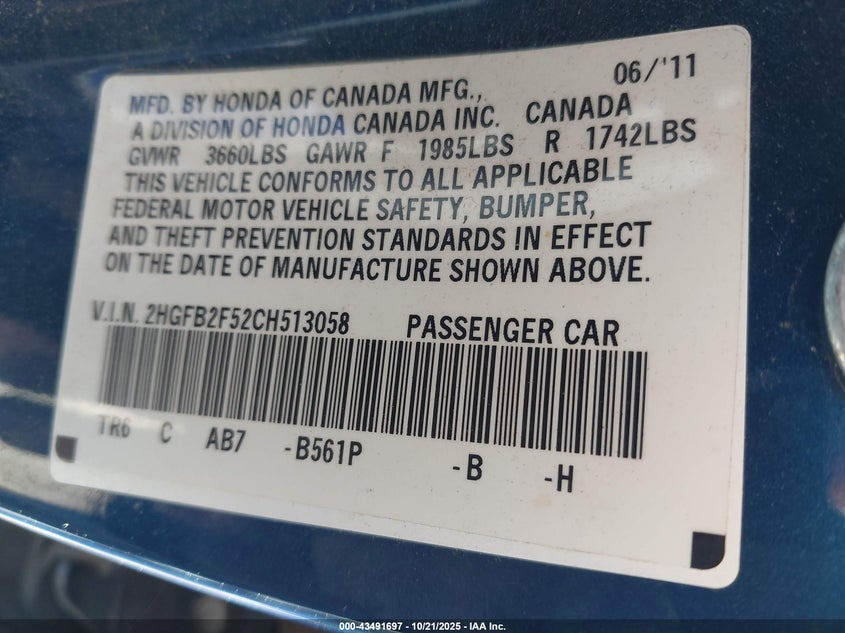 06/'11
MFD. BY HONDA OF CANADA MFG.,
A DIVISION OF HONDA CANADA INC. CANADA
GVWR 3660LBS GAWR F 1985LBS R 1742LBS
THIS VEHICLE CONFORMS TO ALL APPLICABLE
FEDERAL MOTOR VEHICLE SAFETY, BUMPER,
AND THEFT PREVENTION STANDARDS IN EFFECT
ON THE DATE OF MANUFACTURE SHOWN ABOVE.
V.I.N. 2HGFB2F52CH513058 PASSENGER CAR
TR6 C AB7 -B561P -B -H
000-43491697 - 10/21/2025 - IAA Inc.